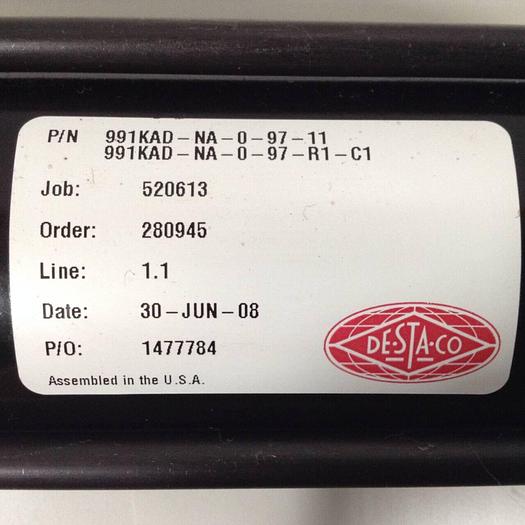 P/N 991KAD-NA-0-97-11
991KAD-NA-0-97-R1-C1
Job: 520613
Order: 280945
Line: 1.1
Date: 30-JUN-08
P/O: 1477784
Assembled in the U.S.A.
DE-STA-CO